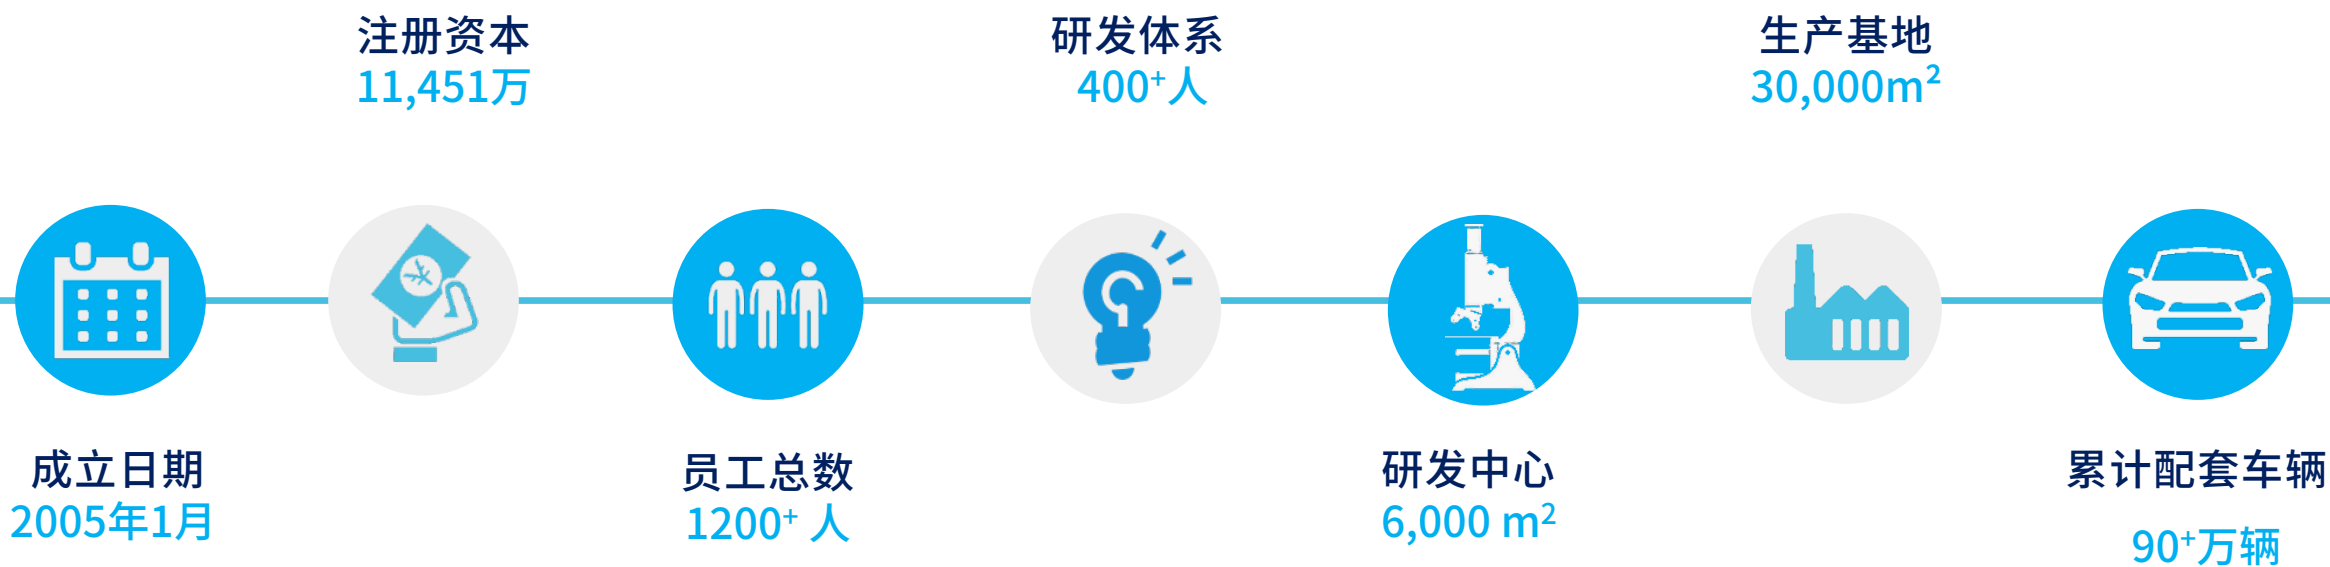 注册资本
11,451万
研发体系
400⁺人
生产基地
30,000m²
成立日期
2005年1月
员工总数
1200⁺ 人
研发中心
6,000 m²
累计配套车辆
90⁺万辆